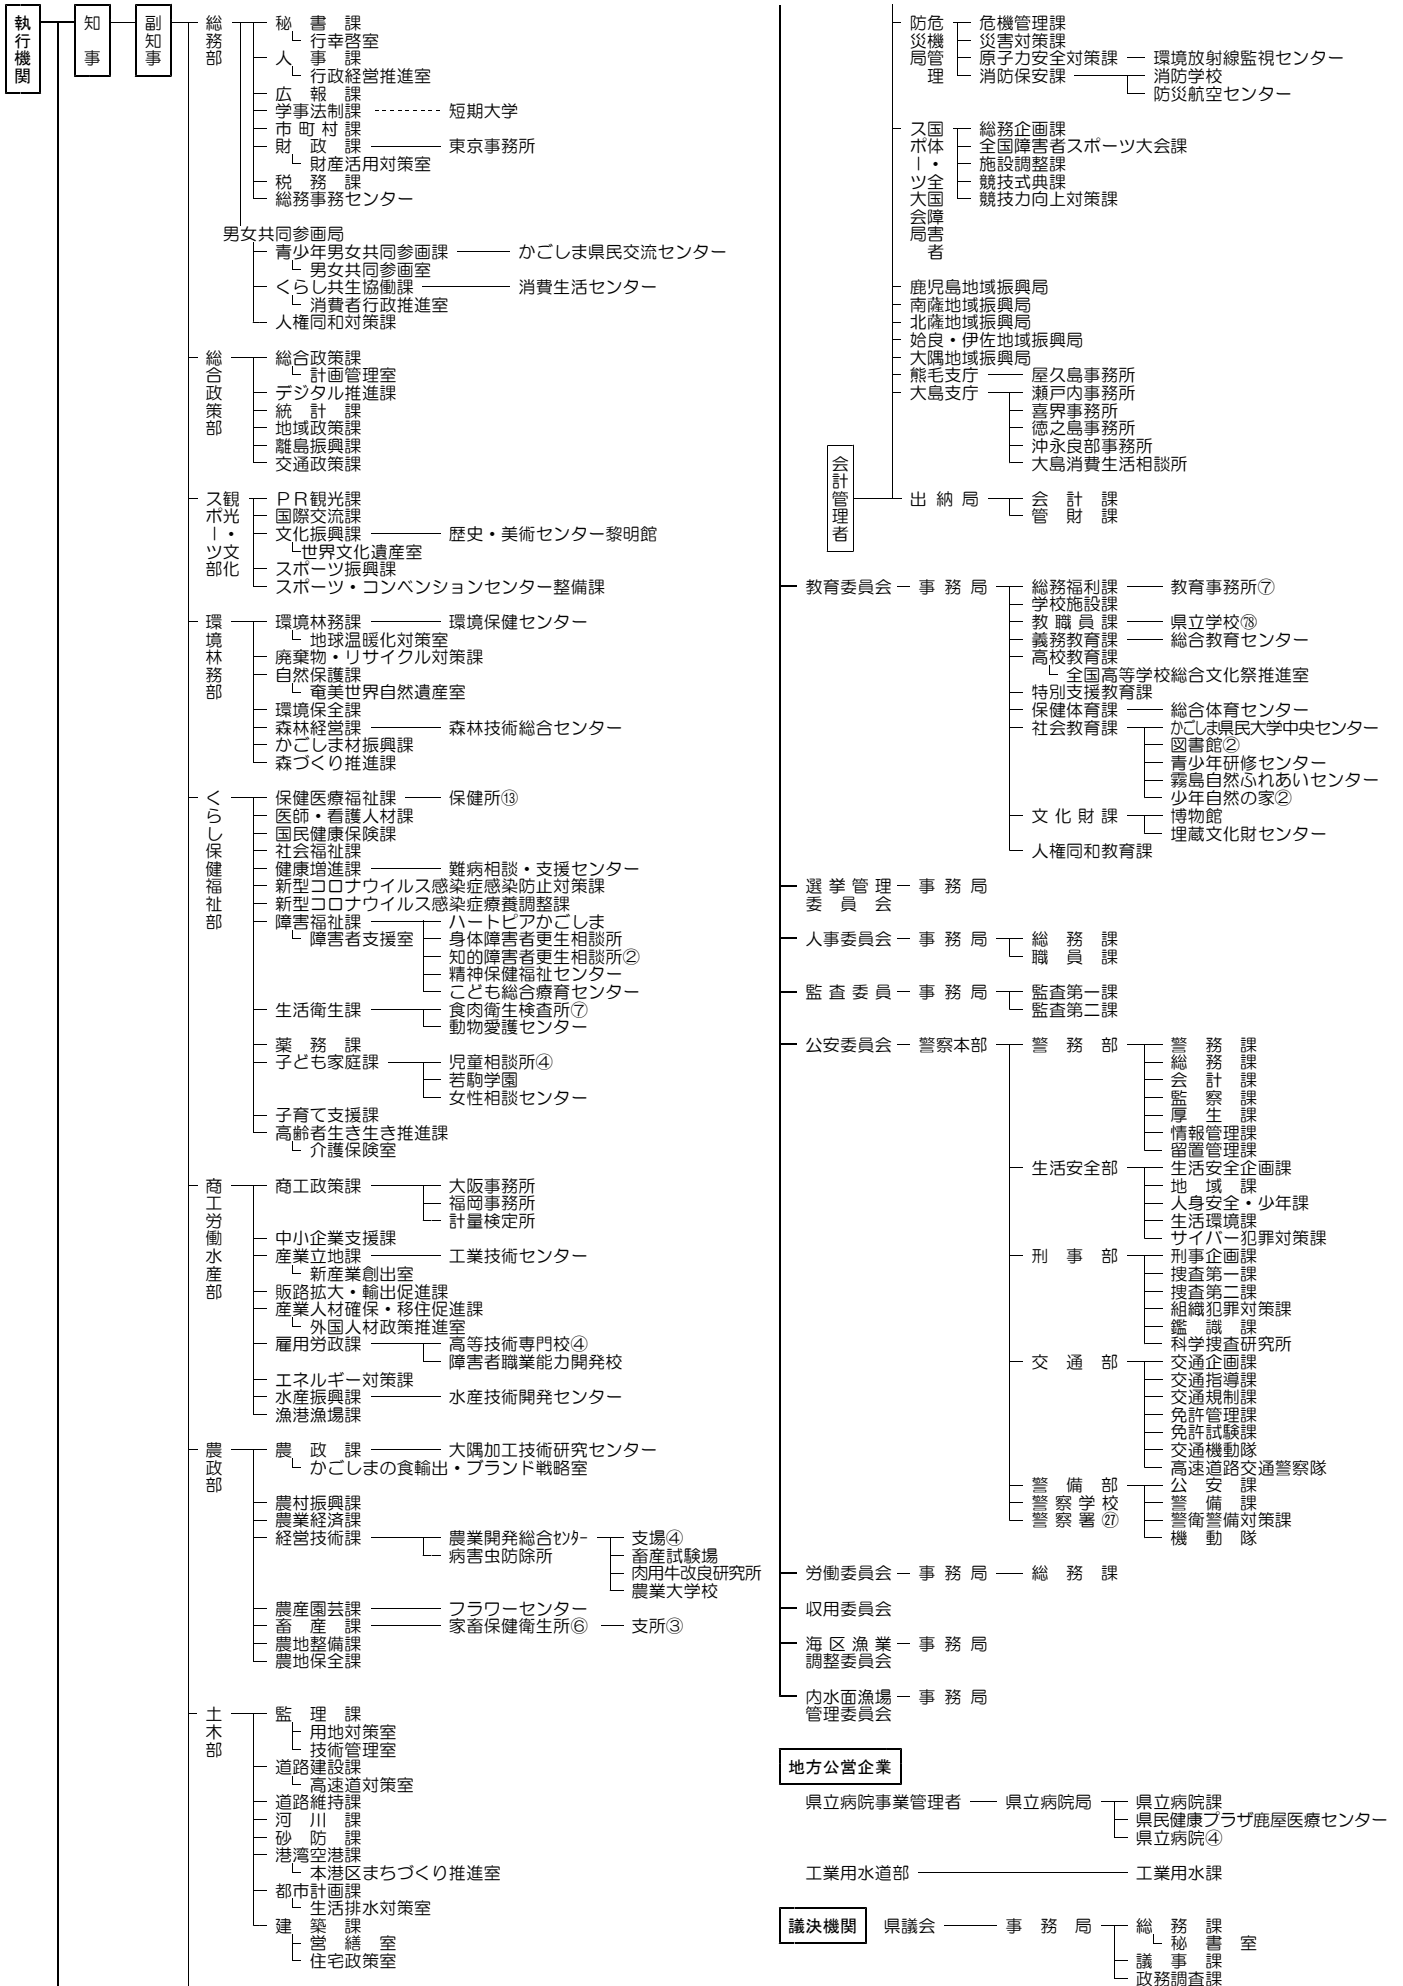 執行機関
知事
副知事
総務部
秘書課
行幸啓室
人事課
行政経営推進室
広報課
学事法制課 短期大学
市町村課
財政課 東京事務所
財産活用対策室
税務課
総務事務センター
男女共同参画局
青少年男女共同参画課 かごしま県民交流センター
男女共同参画室
くらし共生協働課 消費生活センター
消費者行政推進室
人権同和対策課
総合政策部
総合政策課
計画管理室
デジタル推進課
統計課
地域政策課
離島振興課
交通政策課
観光・文化スポーツ部
PR観光課
国際交流課
文化振興課 歴史・美術センター黎明館
世界文化遺産室
スポーツ振興課
スポーツ・コンベンションセンター整備課
環境林務部
環境林務課 環境保健センター
地球温暖化対策室
廃棄物・リサイクル対策課
自然保護課
奄美世界自然遺産室
環境保全課
森林経営課 森林技術総合センター
かごしま材振興課
森づくり推進課
くらし保健福祉部
保健医療福祉課 保健所⑬
医師・看護人材課
国民健康保険課
社会福祉課
健康増進課 難病相談・支援センター
新型コロナウイルス感染症感染防止対策課
新型コロナウイルス感染症療養調整課
障害福祉課 ハートピアかごしま
障害者支援室 身体障害者更生相談所
知的障害者更生相談所②
精神保健福祉センター
こども総合療育センター
生活衛生課 食肉衛生検査所⑦
動物愛護センター
薬務課
子ども家庭課 児童相談所④
若駒学園
女性相談センター
子育て支援課
高齢者生き生き推進課
介護保険室
商工労働水産部
商工政策課 大阪事務所
福岡事務所
計量検定所
中小企業支援課
産業立地課 工業技術センター
新産業創出室
販路拡大・輸出促進課
産業人材確保・移住促進課
外国人材政策推進室
雇用労政課 高等技術専門校④
障害者職業能力開発校
エネルギー対策課
水産振興課 水産技術開発センター
漁港漁場課
農政部
農政課 大隅加工技術研究センター
かごしまの食輸出・ブランド戦略室
農村振興課
農業経済課
経営技術課 農業開発総合ｾﾝﾀｰ 支場④
病害虫防除所 畜産試験場
肉用牛改良研究所
農業大学校
農産園芸課 フラワーセンター
畜産課 家畜保健衛生所⑥ 支所③
農地整備課
農地保全課
土木部
監理課
用地対策室
技術管理室
道路建設課
高速道対策室
道路維持課
河川課
砂防課
港湾空港課
本港区まちづくり推進室
都市計画課
生活排水対策室
建築課
営繕室
住宅政策室
危機管理防災局
危機管理課
災害対策課
原子力安全対策課 環境放射線監視センター
消防保安課 消防学校
防災航空センター
国体・全国障害者スポーツ大会局
総務企画課
全国障害者スポーツ大会課
施設調整課
競技式典課
競技力向上対策課
鹿児島地域振興局
南薩地域振興局
北薩地域振興局
姶良・伊佐地域振興局
大隅地域振興局
熊毛支庁 屋久島事務所
大島支庁 瀬戸内事務所
喜界事務所
徳之島事務所
沖永良部事務所
大島消費生活相談所
会計管理者
出納局 会計課
管財課
教育委員会 事務局 総務福利課 教育事務所⑦
学校施設課
教職員課 県立学校㊆㊇
義務教育課 総合教育センター
高校教育課
全国高等学校総合文化祭推進室
特別支援教育課
保健体育課 総合体育センター
社会教育課 かごしま県民大学中央センター
図書館②
青少年研修センター
霧島自然ふれあいセンター
少年自然の家②
文化財課 博物館
埋蔵文化財センター
人権同和教育課
選挙管理 事務局
委員会
人事委員会 事務局 総務課
職員課
監査委員 事務局 監査第一課
監査第二課
公安委員会 警察本部 警務部 警務課
総務課
会計課
監察課
厚生課
情報管理課
留置管理課
生活安全部 生活安全企画課
地域課
人身安全・少年課
生活環境課
サイバー犯罪対策課
刑事部 刑事企画課
捜査第一課
捜査第二課
組織犯罪対策課
鑑識課
科学捜査研究所
交通部 交通企画課
交通指導課
交通規制課
免許管理課
免許試験課
交通機動隊
高速道路交通警察隊
警備部 公安課
警察学校 警備課
警察署㉗ 警衛警備対策課
機動隊
労働委員会 事務局 総務課
収用委員会
海区漁業 事務局
調整委員会
内水面漁場 事務局
管理委員会
地方公営企業
県立病院事業管理者 県立病院局 県立病院課
県民健康プラザ鹿屋医療センター
県立病院④
工業用水道部 工業用水課
議決機関 県議会 事務局 総務課
秘書室
議事課
政務調査課